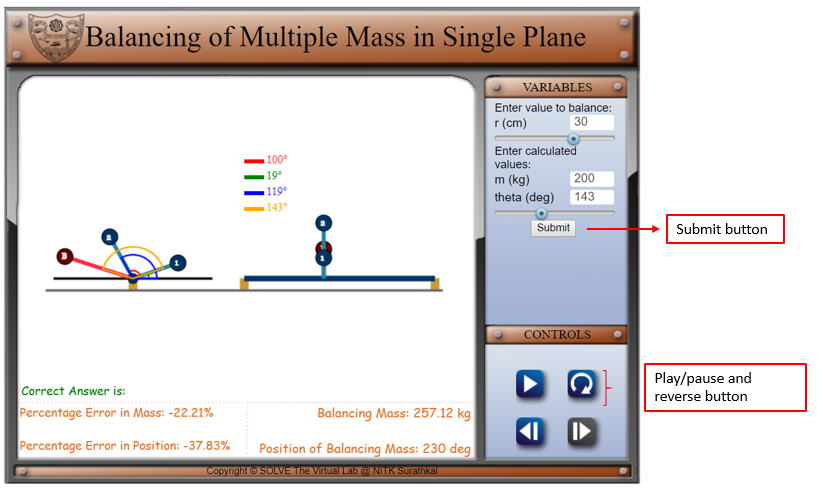 Balancing of Multiple Mass in Single Plane
VARIABLES
Enter value to balance:
r (cm) 30
Enter calculated
values:
m (kg) 200
theta (deg) 143
Submit
Submit button
100°
19°
119°
143°
B
2
1
2
1
CONTROLS
Play/pause and
reverse button
Correct Answer is:
Percentage Error in Mass: -22.21%
Balancing Mass: 257.12 kg
Percentage Error in Position: -37.83%
Position of Balancing Mass: 230 deg
Copyright © SOLVE The Virtual Lab @ NITK Surathkal